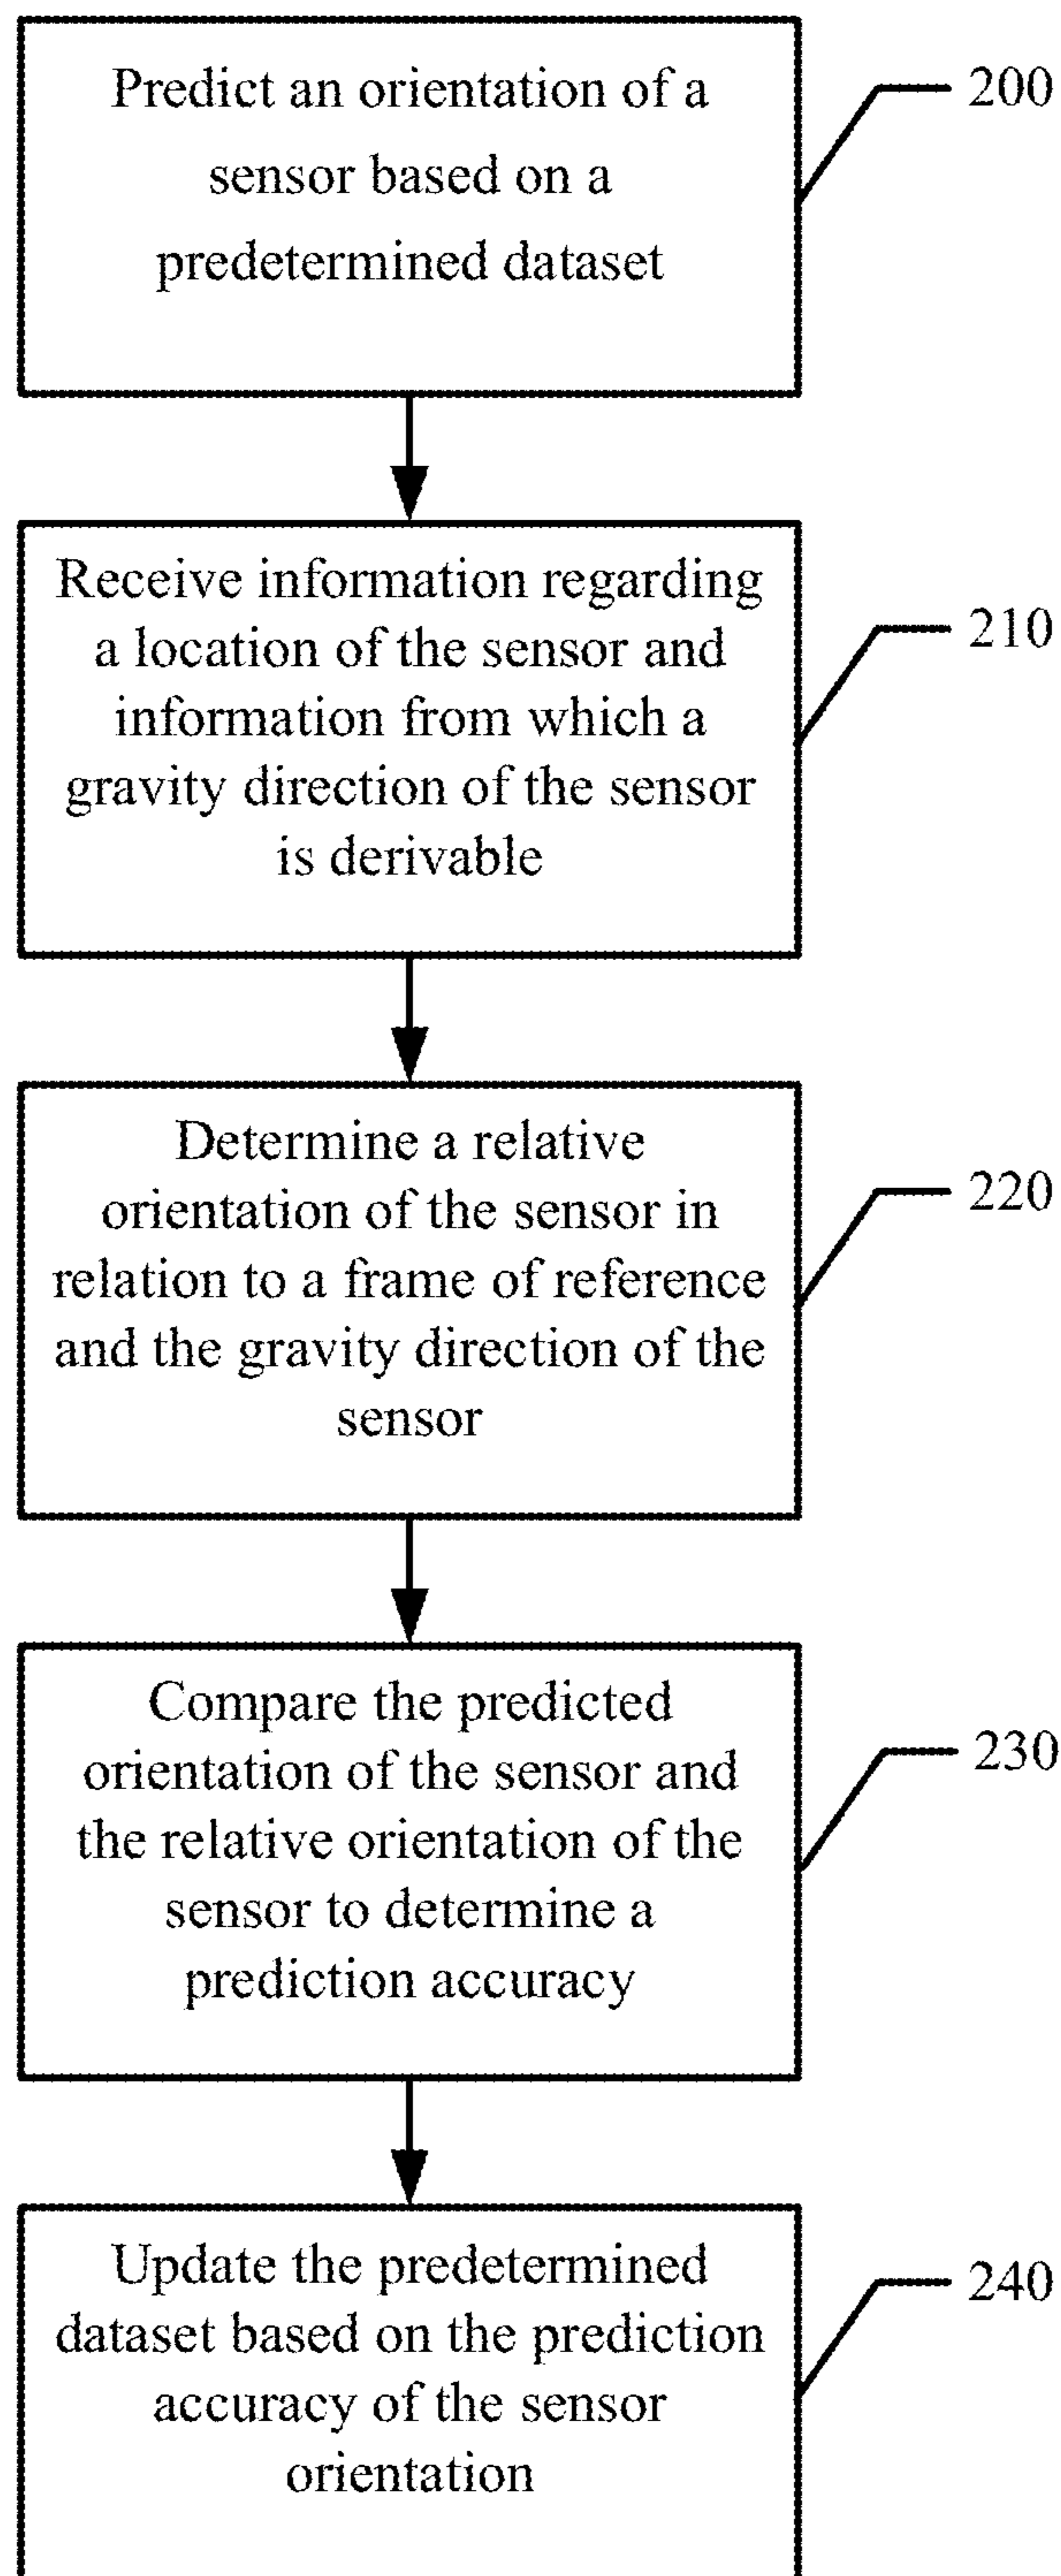 Predict an orientation of a
sensor based on a
predetermined dataset
200
Receive information regarding
a location of the sensor and
information from which a
gravity direction of the sensor
is derivable
210
Determine a relative
orientation of the sensor in
relation to a frame of reference
and the gravity direction of the
sensor
220
Compare the predicted
orientation of the sensor and
the relative orientation of the
sensor to determine a
prediction accuracy
230
Update the predetermined
dataset based on the prediction
accuracy of the sensor
orientation
240